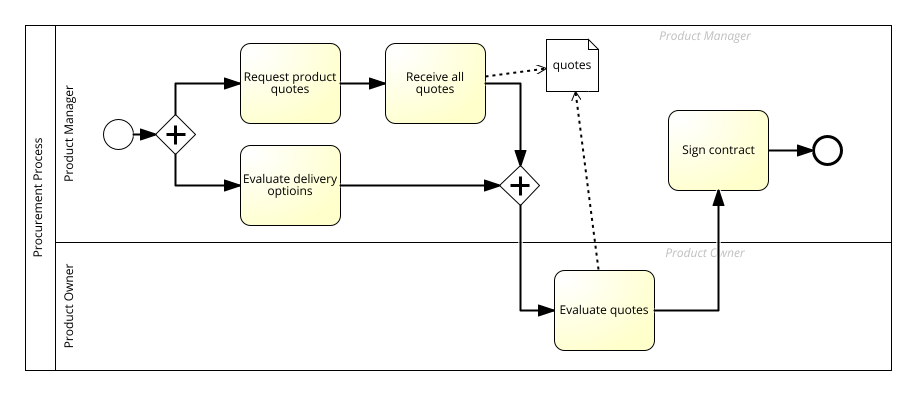 Procurement Process
Product Manager
Product Manager
Request product
quotes
Receive all
quotes
quotes
Evaluate delivery
optioins
Sign contract
Product Owner
Product Owner
Evaluate quotes